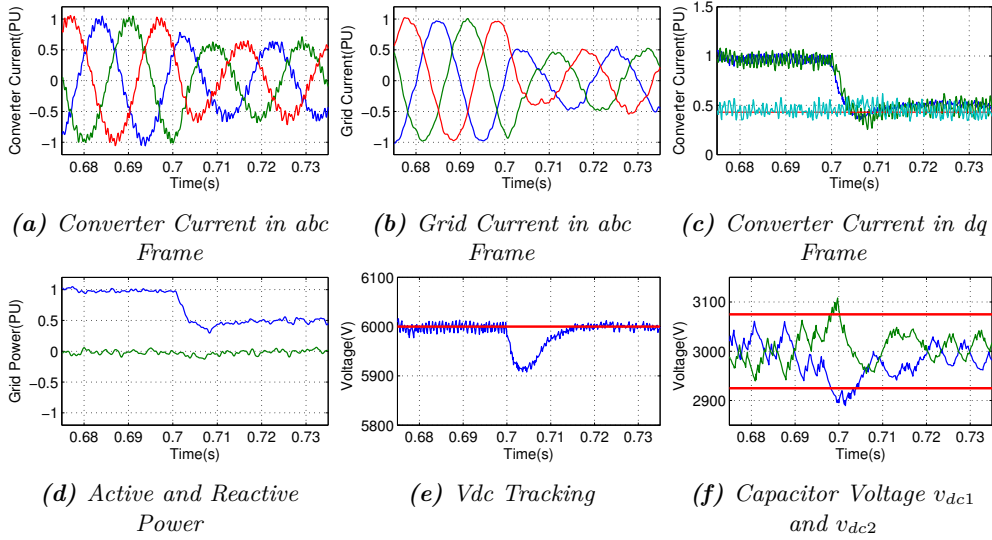 Converter Current(PU)
1
0.5
0
−0.5
−1
0.68 0.69 0.7 0.71 0.72 0.73
Time(s)
(a) Converter Current in abc
Frame
Grid Current(PU)
1
0.5
0
−0.5
−1
0.68 0.69 0.7 0.71 0.72 0.73
Time(s)
(b) Grid Current in abc
Frame
Converter Current(PU)
1.5
1
0.5
0
0.68 0.69 0.7 0.71 0.72 0.73
Time(s)
(c) Converter Current in dq
Frame
Grid Power(PU)
1
0.5
0
−0.5
−1
0.68 0.69 0.7 0.71 0.72 0.73
Time(s)
(d) Active and Reactive
Power
Voltage(V)
6100
6000
5900
5800
0.68 0.69 0.7 0.71 0.72 0.73
Time(s)
(e) Vdc Tracking
Voltage(V)
3100
3000
2900
0.68 0.69 0.7 0.71 0.72 0.73
Time(s)
(f) Capacitor Voltage vdc1
and vdc2